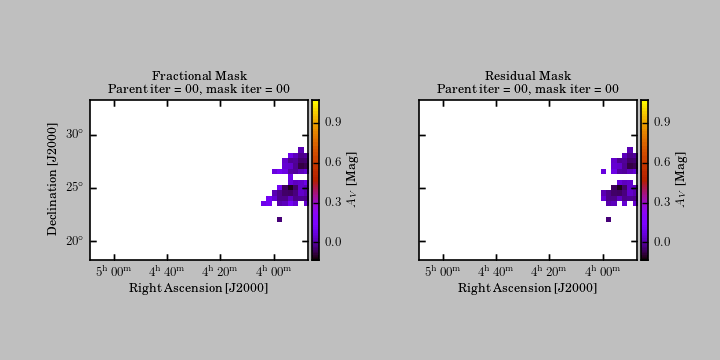 Fractional Mask
Parent iter = 00, mask iter = 00
Declination [J2000]
30°
25°
20°
5ʰ 00ᵐ
4ʰ 40ᵐ
4ʰ 20ᵐ
4ʰ 00ᵐ
Right Ascension [J2000]
0.9
0.6
0.3
0.0
A_V [Mag]
Residual Mask
Parent iter = 00, mask iter = 00
5ʰ 00ᵐ
4ʰ 40ᵐ
4ʰ 20ᵐ
4ʰ 00ᵐ
Right Ascension [J2000]
0.9
0.6
0.3
0.0
A_V [Mag]